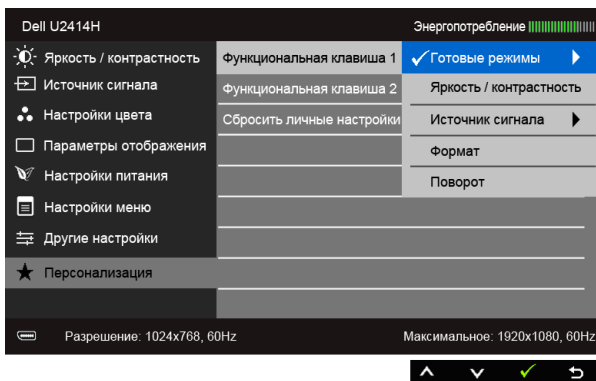 Dell U2414H
Энергопотребление
Яркость / контрастность
Функциональная клавиша 1
Готовые режимы
Источник сигнала
Функциональная клавиша 2
Яркость / контрастность
Настройки цвета
Сбросить личные настройки
Источник сигнала
Параметры отображения
Формат
Настройки питания
Поворот
Настройки меню
Другие настройки
Персонализация
Разрешение: 1024x768, 60Hz
Максимальное: 1920x1080, 60Hz